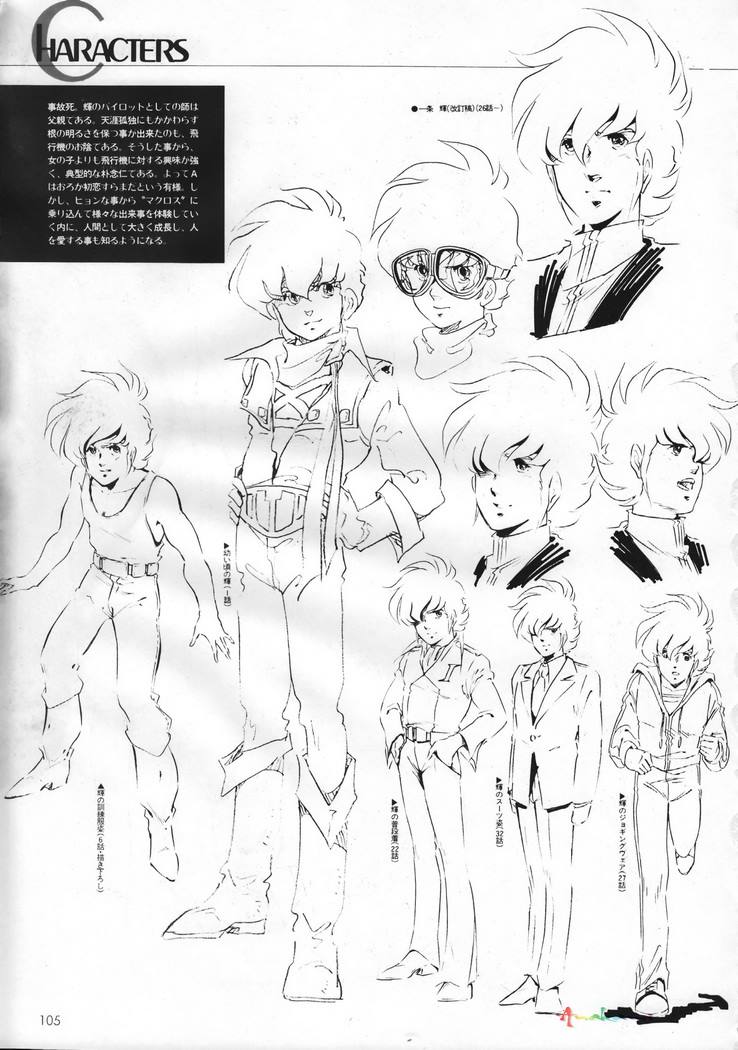 CHARACTERS
事故死。輝のパイロットとしての師は
父親である。天涯孤独にもかかわらず
根の明るさを保つ事が出来たのも、飛
行機のお陰である。そうした事から、
女の子よりも飛行機に対する興味が強
く、典型的な朴念仁である。よってA
はおろか初恋すらまだという有様。し
かし、ヒョンな事から〝マクロス〟に
乗り込んで様々な出来事を体験してい
く内に、人間として大きく成長し、人
を愛する事も知るようになる。
●一条 輝(改訂稿)(26話〜)
▶幼い頃の輝(1話)
▲輝の訓練服姿(6話・描き下ろし)
▶輝の普段着(22話)
▶輝のスーツ姿(32話)
▶輝のジョギングウェア(27話)
105